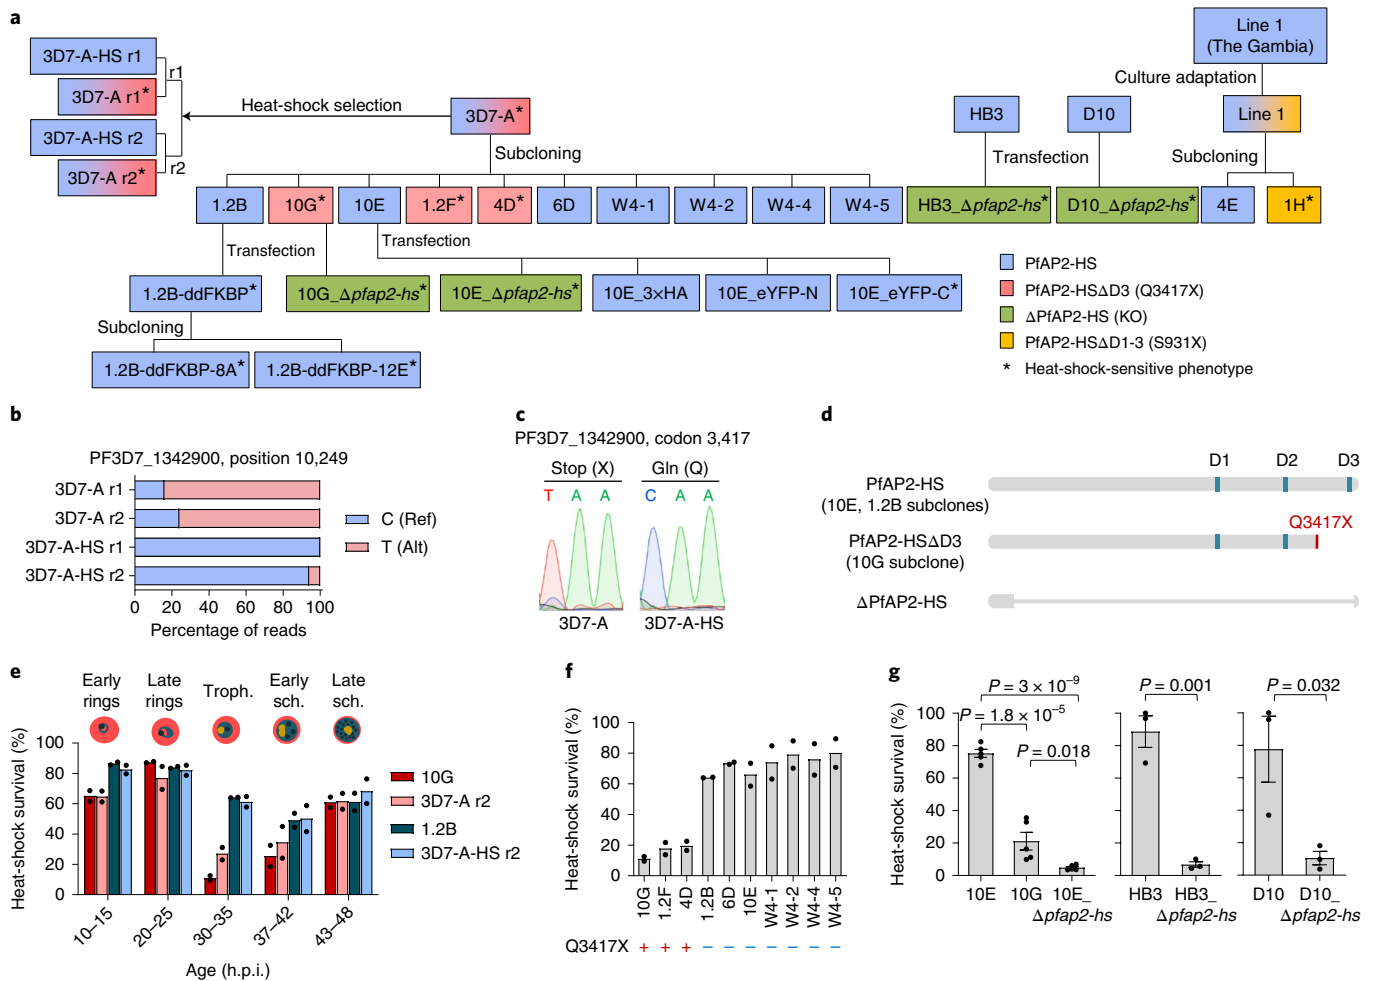 a
3D7-A-HS r1
3D7-A r1*
3D7-A-HS r2
3D7-A r2*
r1
r2
Heat-shock selection
3D7-A*
Subcloning
HB3
D10
Transfection
Line 1
(The Gambia)
Culture adaptation
Line 1
Subcloning
1.2B
10G*
10E
1.2F*
4D*
6D
W4-1
W4-2
W4-4
W4-5
HB3_Δpfap2-hs*
D10_Δpfap2-hs*
4E
1H*
Transfection
Transfection
1.2B-ddFKBP*
10G_Δpfap2-hs*
10E_Δpfap2-hs*
10E_3×HA
10E_eYFP-N
10E_eYFP-C*
Subcloning
1.2B-ddFKBP-8A*
1.2B-ddFKBP-12E*
PfAP2-HS
PfAP2-HSΔD3 (Q3417X)
ΔPfAP2-HS (KO)
PfAP2-HSΔD1-3 (S931X)
* Heat-shock-sensitive phenotype
b
PF3D7_1342900, position 10,249
3D7-A r1
3D7-A r2
3D7-A-HS r1
3D7-A-HS r2
0 20 40 60 80 100
Percentage of reads
C (Ref)
T (Alt)
c
PF3D7_1342900, codon 3,417
Stop (X) Gln (Q)
T A A C A A
3D7-A 3D7-A-HS
d
D1 D2 D3
PfAP2-HS
(10E, 1.2B subclones)
Q3417X
PfAP2-HSΔD3
(10G subclone)
ΔPfAP2-HS
e
Early
rings
Late
rings
Troph.
Early
sch.
Late
sch.
Heat-shock survival (%)
100
80
60
40
20
0
10–15
20–25
30–35
37–42
43–48
Age (h.p.i.)
10G
3D7-A r2
1.2B
3D7-A-HS r2
f
Heat-shock survival (%)
100
80
60
40
20
0
10G
1.2F
4D
1.2B
6D
10E
W4-1
W4-2
W4-4
W4-5
Q3417X + + + – – – – – – –
g
Heat-shock survival (%)
100
80
60
40
20
0
P = 3 × 10⁻⁹
P = 1.8 × 10⁻⁵
P = 0.018
10E
10G
10E_
Δpfap2-hs
P = 0.001
100
80
60
40
20
0
HB3
HB3_
Δpfap2-hs
P = 0.032
100
80
60
40
20
0
D10
D10_
Δpfap2-hs